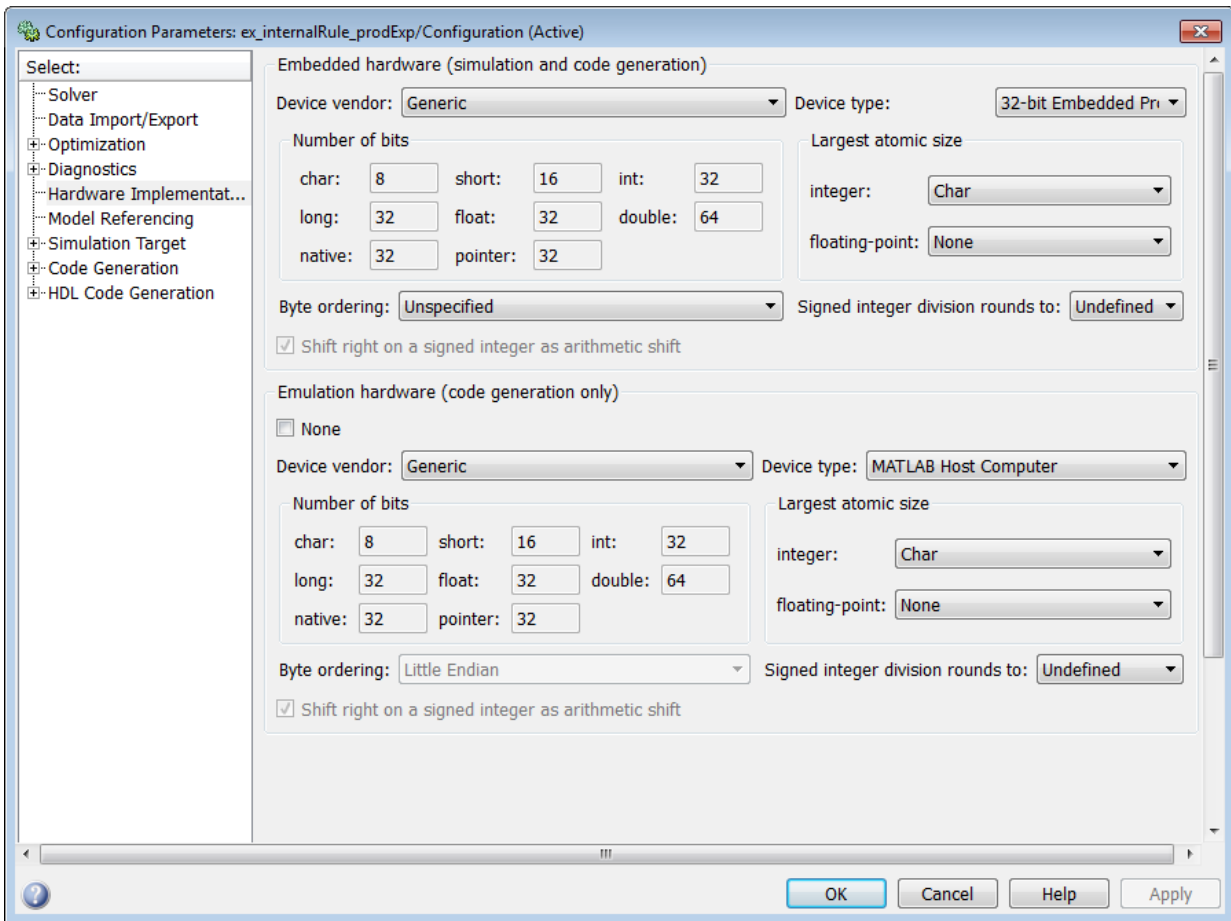 Configuration Parameters: ex_internalRule_prodExp/Configuration (Active)
Select:
Solver
Data Import/Export
Optimization
Diagnostics
Hardware Implementat...
Model Referencing
Simulation Target
Code Generation
HDL Code Generation
Embedded hardware (simulation and code generation)
Device vendor: Generic Device type: 32-bit Embedded Pro
Number of bits Largest atomic size
char: 8 short: 16 int: 32
integer: Char
long: 32 float: 32 double: 64
floating-point: None
native: 32 pointer: 32
Byte ordering: Unspecified Signed integer division rounds to: Undefined
Shift right on a signed integer as arithmetic shift
Emulation hardware (code generation only)
None
Device vendor: Generic Device type: MATLAB Host Computer
Number of bits Largest atomic size
char: 8 short: 16 int: 32
integer: Char
long: 32 float: 32 double: 64
floating-point: None
native: 32 pointer: 32
Byte ordering: Little Endian Signed integer division rounds to: Undefined
Shift right on a signed integer as arithmetic shift
OK Cancel Help Apply